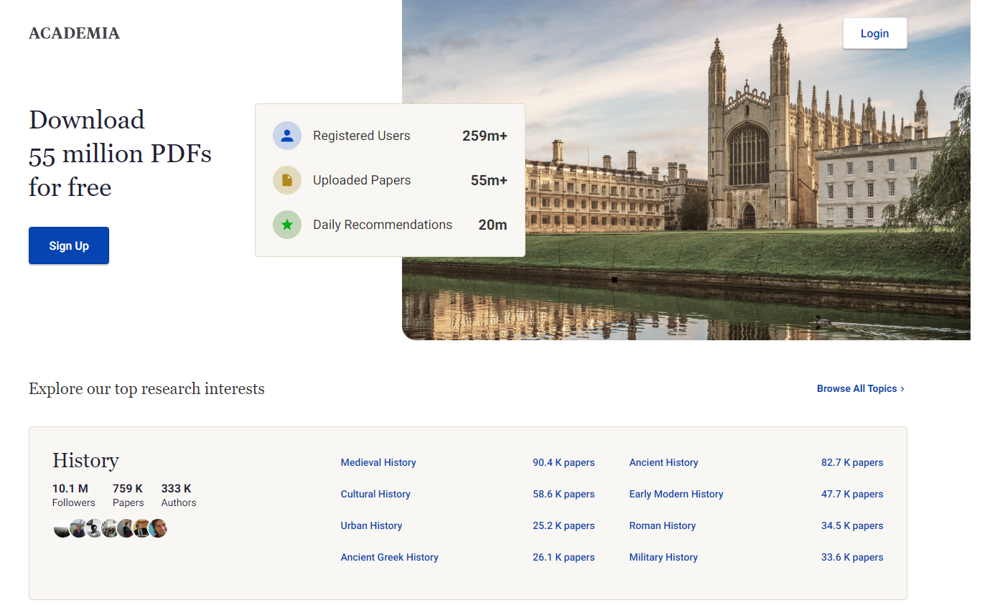 ACADEMIA
Login
Download
55 million PDFs
for free
Sign Up
Registered Users 259m+
Uploaded Papers 55m+
Daily Recommendations 20m
Explore our top research interests
Browse All Topics ›
History
10.1 M 759 K 333 K
Followers Papers Authors
Medieval History 90.4 K papers
Ancient History 82.7 K papers
Cultural History 58.6 K papers
Early Modern History 47.7 K papers
Urban History 25.2 K papers
Roman History 34.5 K papers
Ancient Greek History 26.1 K papers
Military History 33.6 K papers